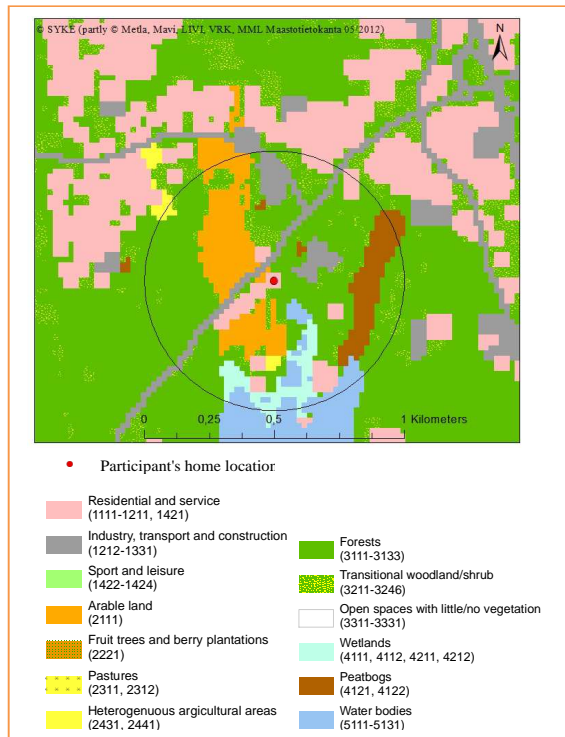 © SYKE (partly © Metla, Mavi, LIVI, VRK, MML Maastotietokanta 05/2012)
N
0 0,25 0,5 1 Kilometers
Participant's home location
Residential and service
(1111-1211, 1421)
Industry, transport and construction
(1212-1331)
Sport and leisure
(1422-1424)
Arable land
(2111)
Fruit trees and berry plantations
(2221)
Pastures
(2311, 2312)
Heterogenuous argicultural areas
(2431, 2441)
Forests
(3111-3133)
Transitional woodland/shrub
(3211-3246)
Open spaces with little/no vegetation
(3311-3331)
Wetlands
(4111, 4112, 4211, 4212)
Peatbogs
(4121, 4122)
Water bodies
(5111-5131)